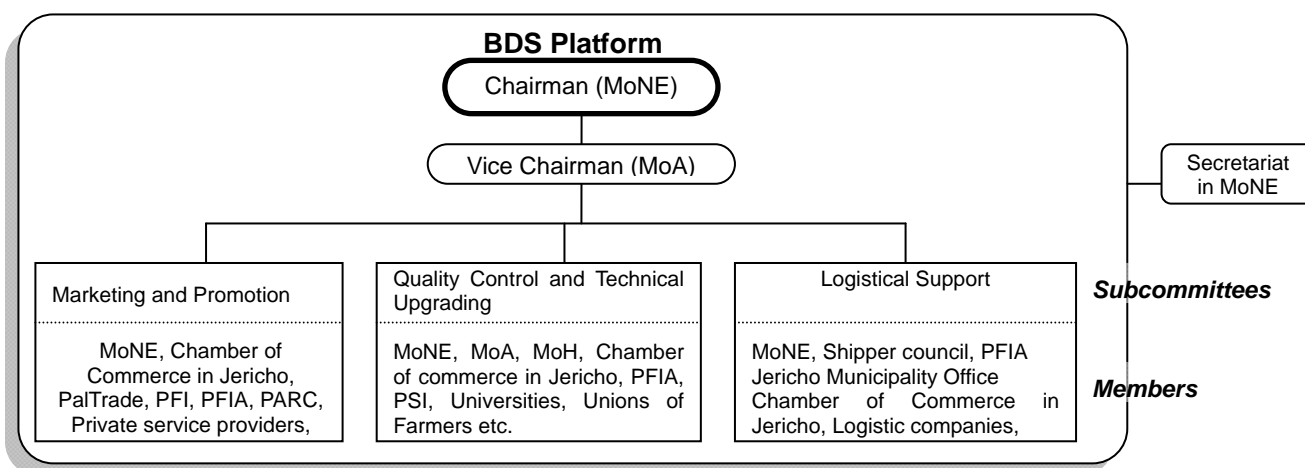 BDS Platform
Chairman (MoNE)
Vice Chairman (MoA)
Secretariat
in MoNE
Marketing and Promotion
Quality Control and Technical
Upgrading
Logistical Support
Subcommittees
MoNE, Chamber of
Commerce in Jericho,
PalTrade, PFI, PFIA, PARC,
Private service providers,
MoNE, MoA, MoH, Chamber
of commerce in Jericho, PFIA,
PSI, Universities, Unions of
Farmers etc.
MoNE, Shipper council, PFIA
Jericho Municipality Office
Chamber of Commerce in
Jericho, Logistic companies,
Members